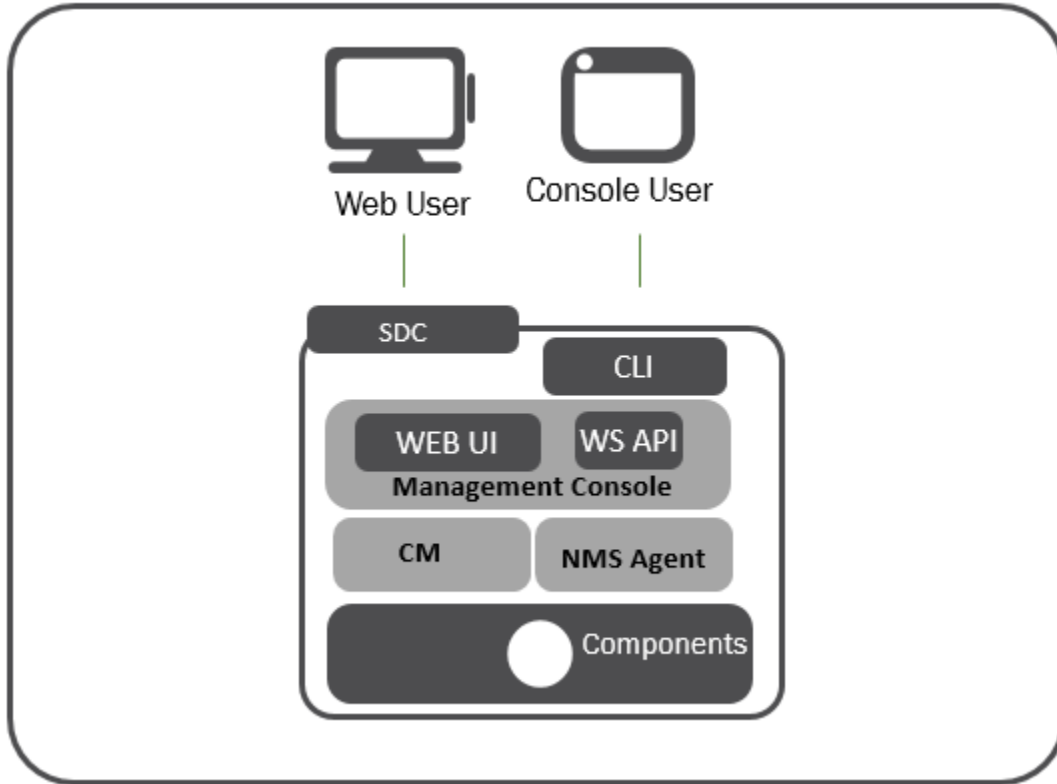 Web User
Console User
SDC
CLI
WEB UI
WS API
Management Console
CM
NMS Agent
Components